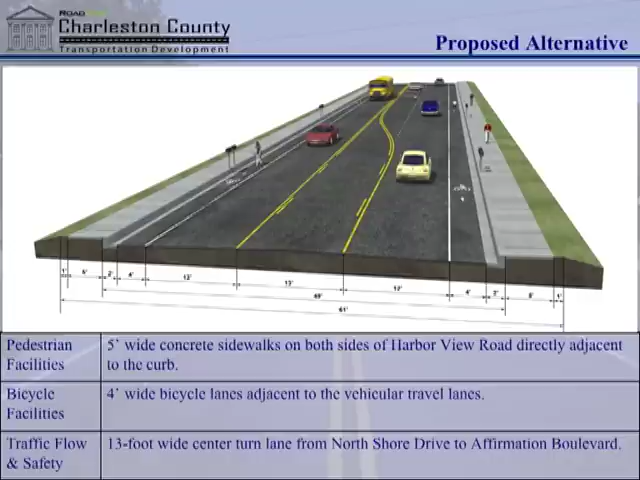 ROAD
Charleston County
Transportation Development
Proposed Alternative
1' 5' 2' 4' 12' 13' 12' 4' 2' 5' 1'
61'
Pedestrian Facilities
5' wide concrete sidewalks on both sides of Harbor View Road directly adjacent
to the curb.
Bicycle Facilities
4' wide bicycle lanes adjacent to the vehicular travel lanes.
Traffic Flow & Safety
13-foot wide center turn lane from North Shore Drive to Affirmation Boulevard.